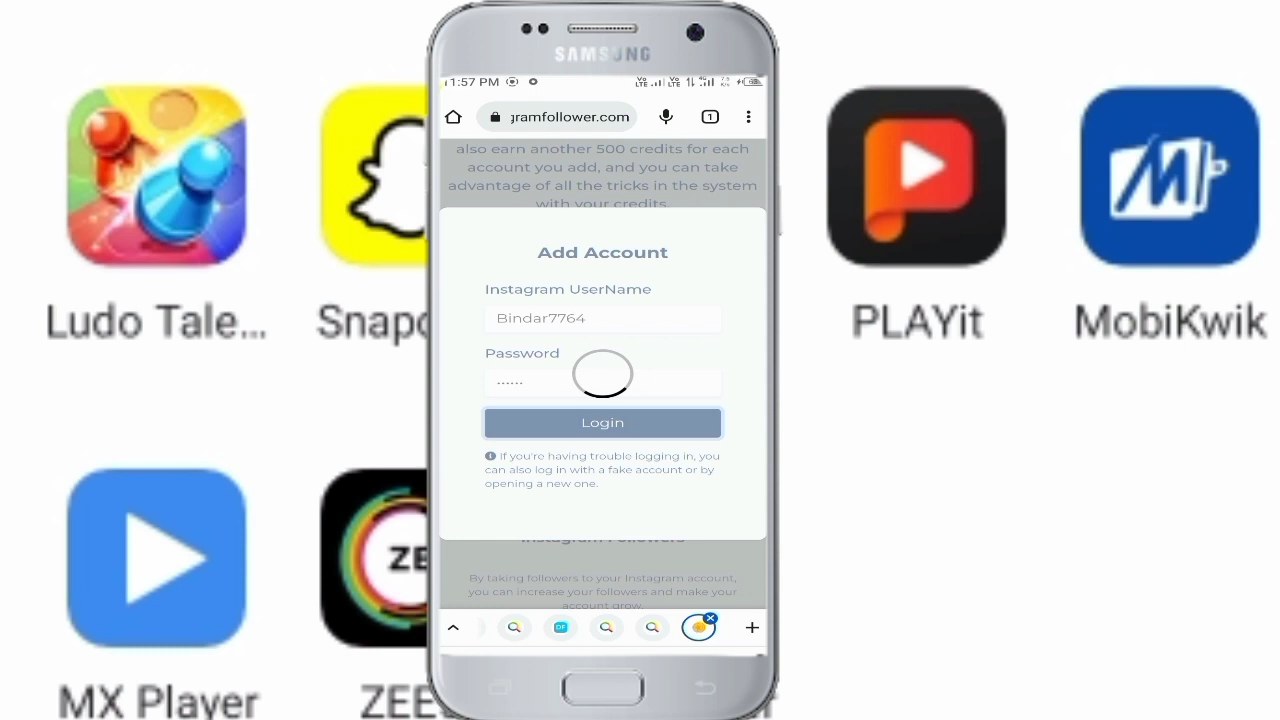 SAMSUNG
1:57 PM
gramfollower.com
1
also earn another 500 credits for each
account you add, and you can take
advantage of all the tricks in the system
with your credits.
Add Account
Instagram UserName
Bindar7764
Password
......
Login
If you're having trouble logging in, you
can also log in with a fake account or by
opening a new one.
Instagram Followers
By taking followers to your Instagram account,
you can increase your followers and make your
account grow.
DF
Ludo Tale...
Snapc
PLAYit
MobiKwik
ZE
MX Player
ZEE